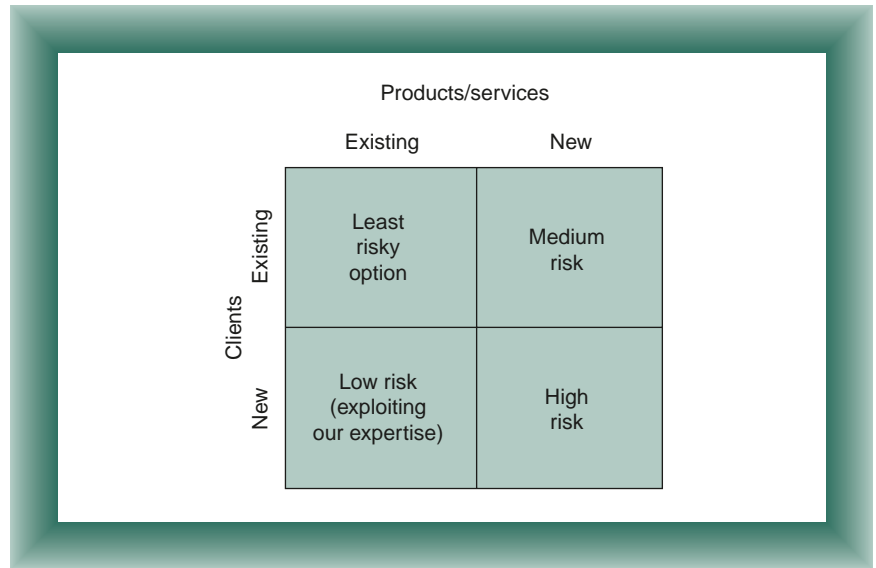 Products/services
Existing
New
Clients
Existing
New
Least
risky
option
Medium
risk
Low risk
(exploiting
our expertise)
High
risk